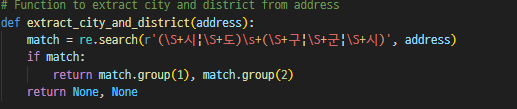 # Function to extract city and district from address
def extract_city_and_district(address):
    match = re.search(r'(\S+시|\S+도)\s+(\S+구|\S+군|\S+시)', address)
    if match:
        return match.group(1), match.group(2)
    return None, None